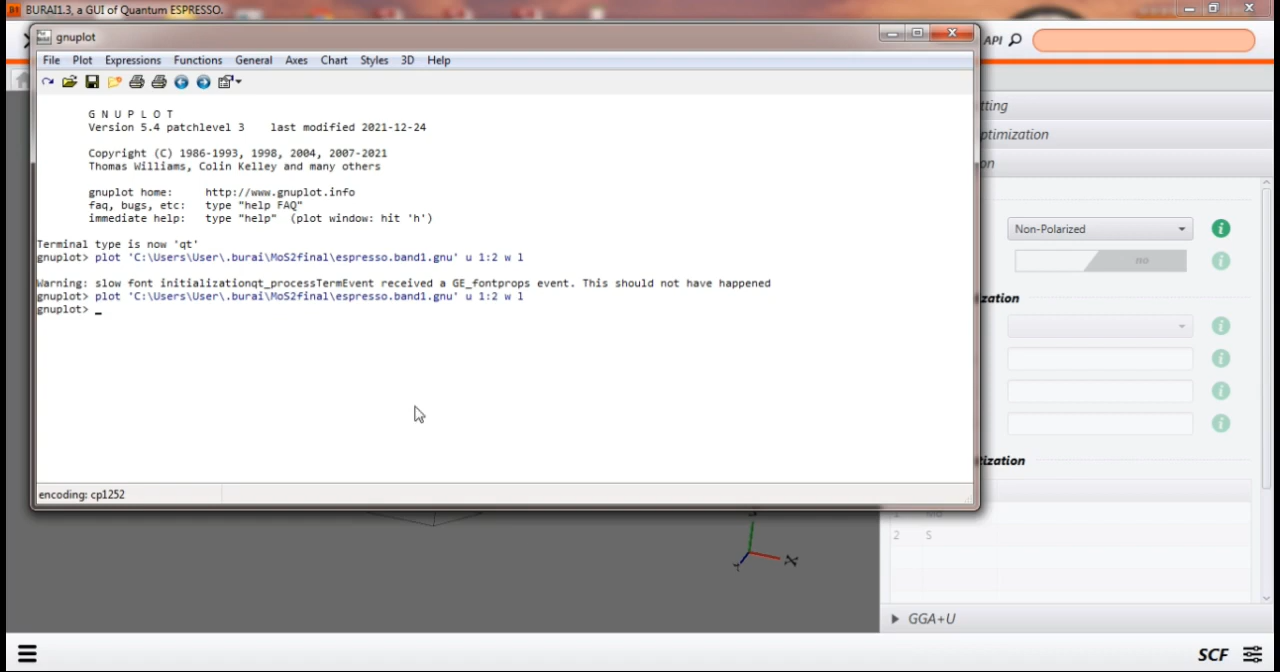 BURAI1.3, a GUI of Quantum ESPRESSO.
gnuplot
API
File Plot Expressions Functions General Axes Chart Styles 3D Help
G N U P L O T
Version 5.4 patchlevel 3    last modified 2021-12-24
Copyright (C) 1986-1993, 1998, 2004, 2007-2021
Thomas Williams, Colin Kelley and many others
gnuplot home:     http://www.gnuplot.info
faq, bugs, etc:   type "help FAQ"
immediate help:   type "help"  (plot window: hit 'h')
Terminal type is now 'qt'
gnuplot> plot 'C:\Users\User\.burai\MoS2final\espresso.band1.gnu' u 1:2 w l
Warning: slow font initializationqt_processTermEvent received a GE_fontprops event. This should not have happened
gnuplot> plot 'C:\Users\User\.burai\MoS2final\espresso.band1.gnu' u 1:2 w l
gnuplot> _
encoding: cp1252
tting
ptimization
on
Non-Polarized
no
zation
tization
2 S
X
GGA+U
SCF